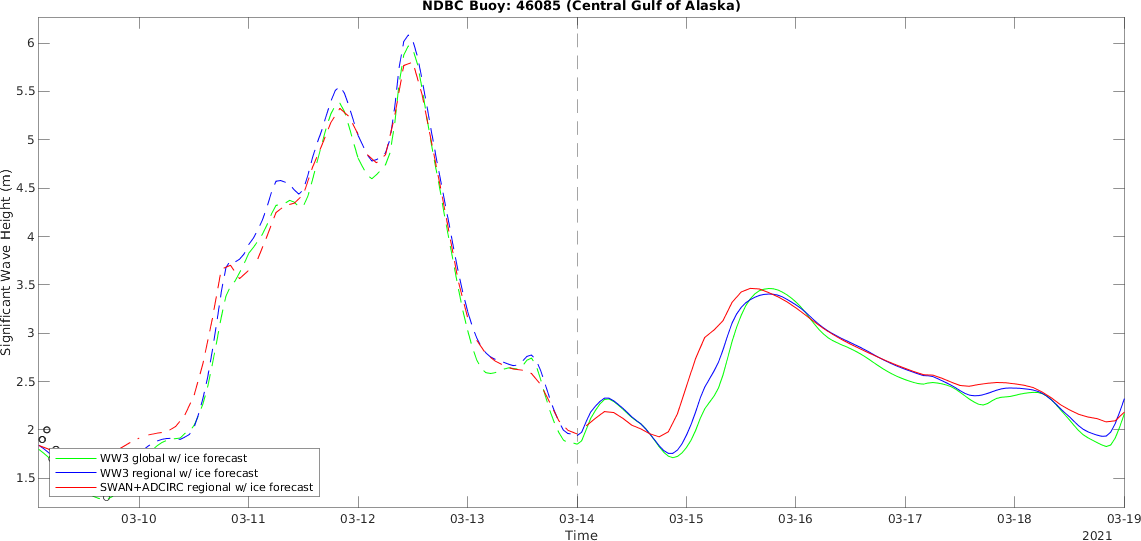 NDBC Buoy: 46085 (Central Gulf of Alaska)
6
5.5
5
4.5
4
3.5
3
2.5
2
1.5
Significant Wave Height (m)
WW3 global w/ ice forecast
WW3 regional w/ ice forecast
SWAN+ADCIRC regional w/ ice forecast
03-10 03-11 03-12 03-13 03-14 03-15 03-16 03-17 03-18 03-19
Time
2021